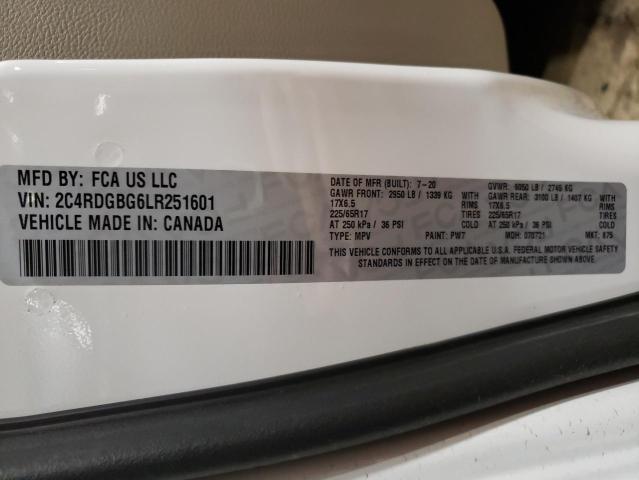 MFD BY: FCA US LLC
VIN: 2C4RDGBG6LR251601
VEHICLE MADE IN: CANADA
DATE OF MFR (BUILT): 7-20 GVWR: 6050 LB / 2745 KG
GAWR FRONT: 2950 LB / 1339 KG WITH GAWR REAR: 3100 LB / 1407 KG WITH
17X6.5 RIMS 17X6.5 RIMS
225/65R17 TIRES 225/65R17 TIRES
AT 250 kPa / 36 PSI AT 250 kPa / 36 PSI
TYPE: MPV PAINT: PW7 MDH: 070721 MKT: 875
THIS VEHICLE CONFORMS TO ALL APPLICABLE U.S.A. FEDERAL MOTOR VEHICLE SAFETY
STANDARDS IN EFFECT ON THE DATE OF MANUFACTURE SHOWN ABOVE.